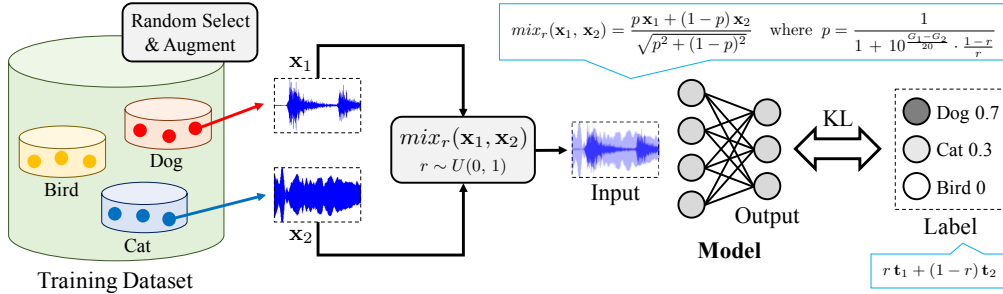 Random Select
& Augment
Dog
Bird
Cat
Training Dataset
x₁
x₂
mixᵣ(x₁, x₂)
r ∼ U(0, 1)
mixᵣ(x₁, x₂) = (p x₁ + (1 − p) x₂) / √(p² + (1 − p)²) where p = 1 / (1 + 10^((G₁−G₂)/20) · (1−r)/r)
Input
Model
Output
KL
Dog 0.7
Cat 0.3
Bird 0
Label
r t₁ + (1 − r) t₂